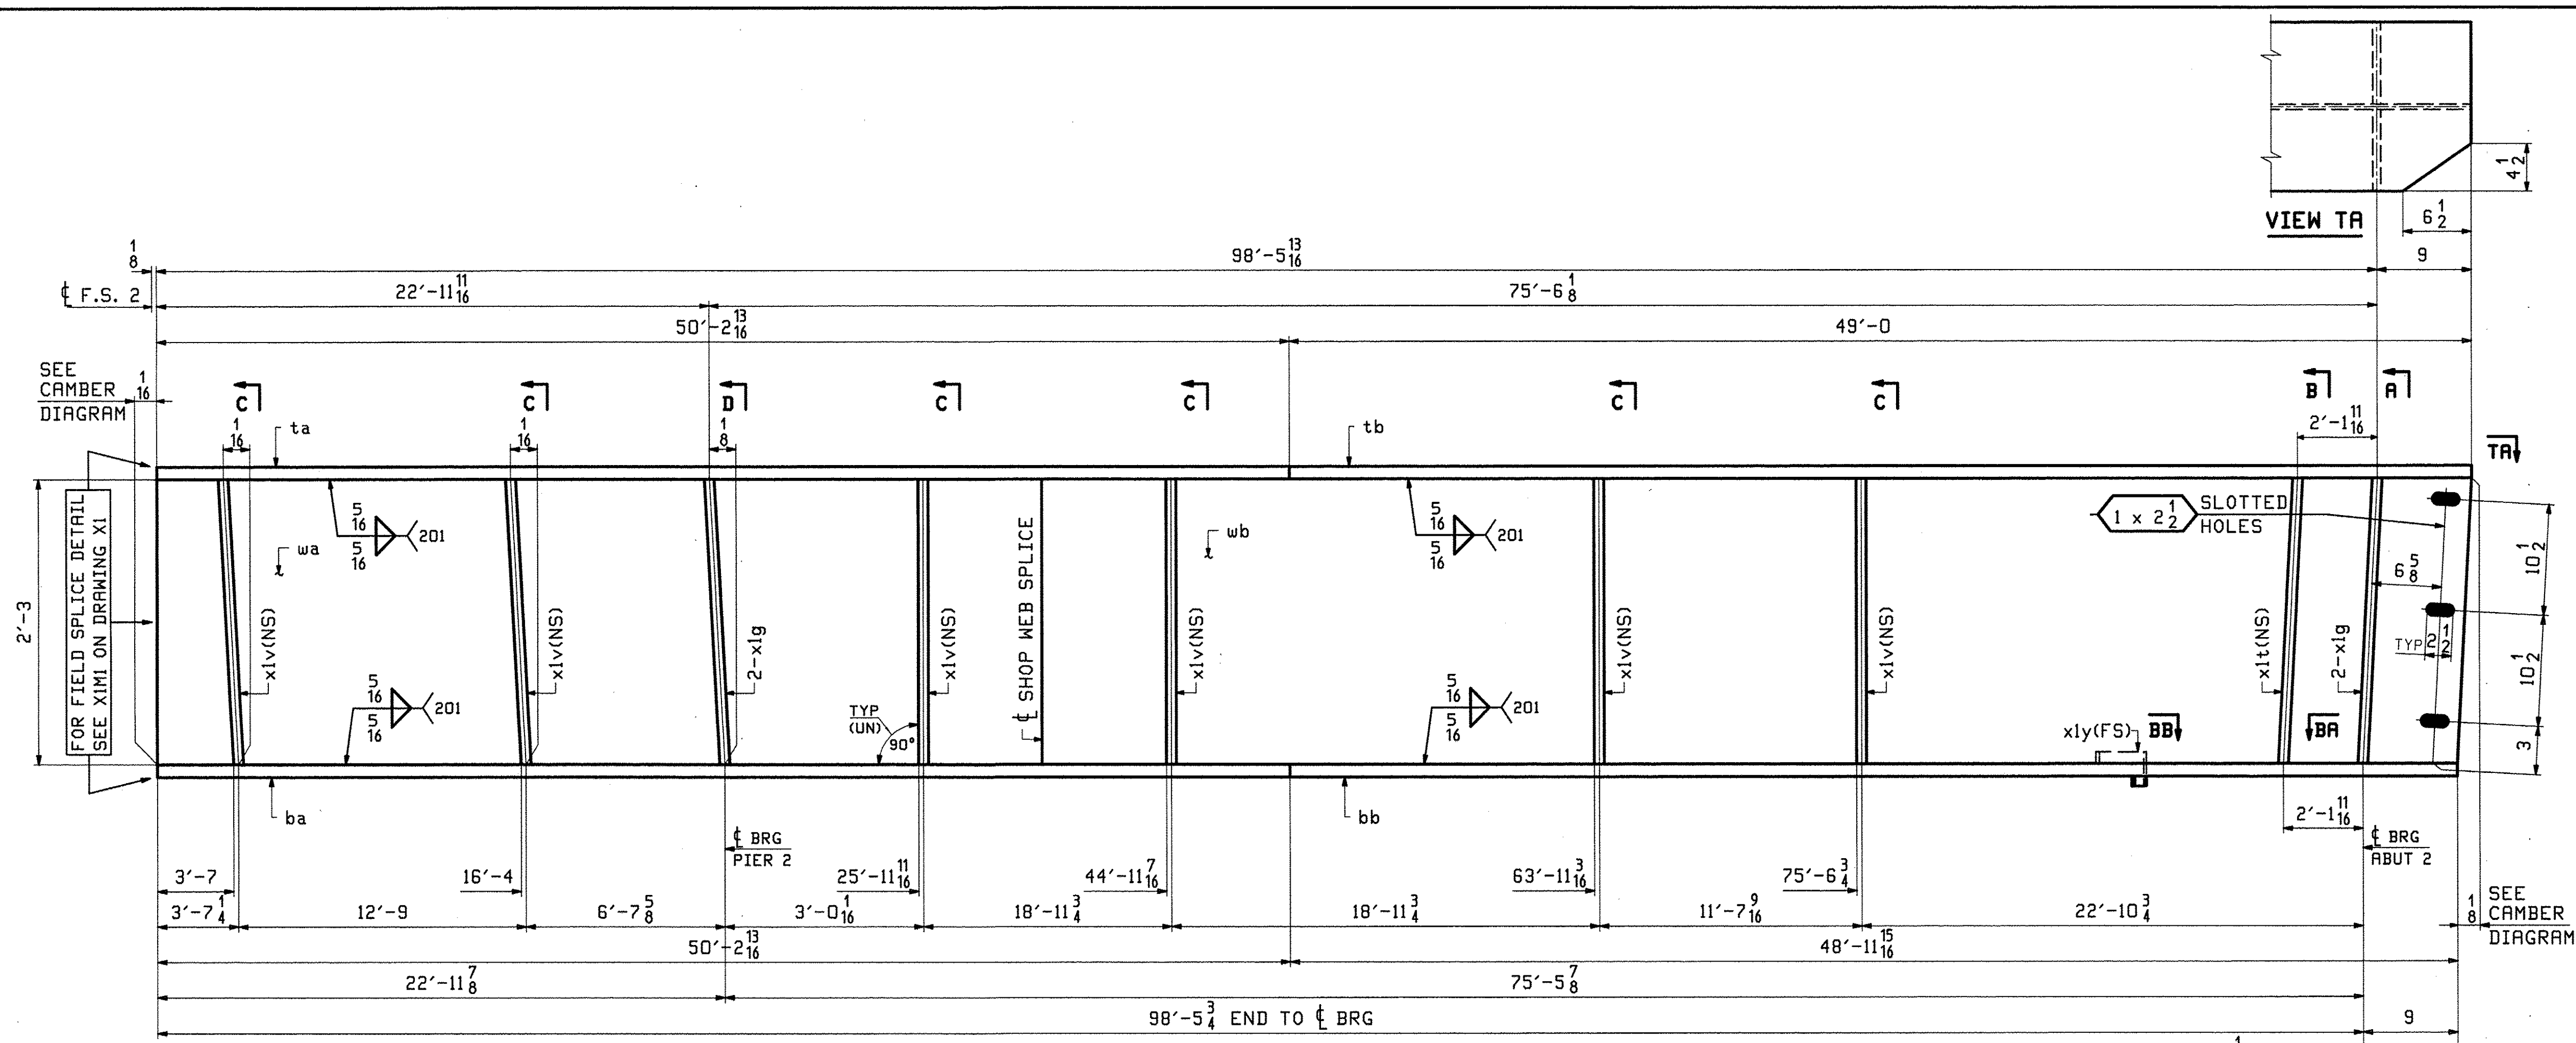 4 1/2
6 1/2
VIEW TA
1/8
98′-5 13/16
9
℄ F.S. 2
22′-11 11/16
75′-6 1/8
50′-2 13/16
49′-0
SEE
CAMBER
DIAGRAM
1/16
C
C
D
C
C
C
C
B
A
1/16
1/16
1/8
2′-1 11/16
ta
tb
TA
2′-3
FOR FIELD SPLICE DETAIL
SEE X1M1 ON DRAWING X1
5/16
5/16
201
wa
wb
5/16
5/16
201
1 x 2 1/2
SLOTTED
HOLES
6 5/8
10 1/2
10 1/2
3
TYP 2 1/2
x1v(NS)
x1v(NS)
2-x1g
x1v(NS)
℄ SHOP WEB SPLICE
x1v(NS)
x1v(NS)
x1v(NS)
x1t(NS)
2-x1g
5/16
5/16
201
TYP
(UN)
90°
5/16
5/16
201
x1y(FS)
BB
BA
ba
bb
℄ BRG
PIER 2
2′-1 11/16
℄ BRG
ABUT 2
3′-7
16′-4
25′-11 11/16
44′-11 7/16
63′-11 3/16
75′-6 3/4
3′-7 1/4
12′-9
6′-7 5/8
3′-0 1/16
18′-11 3/4
18′-11 3/4
11′-7 9/16
22′-10 3/4
1/8
SEE
CAMBER
DIAGRAM
50′-2 13/16
48′-11 15/16
22′-11 7/8
75′-5 7/8
98′-5 3/4 END TO ℄ BRG
9
1